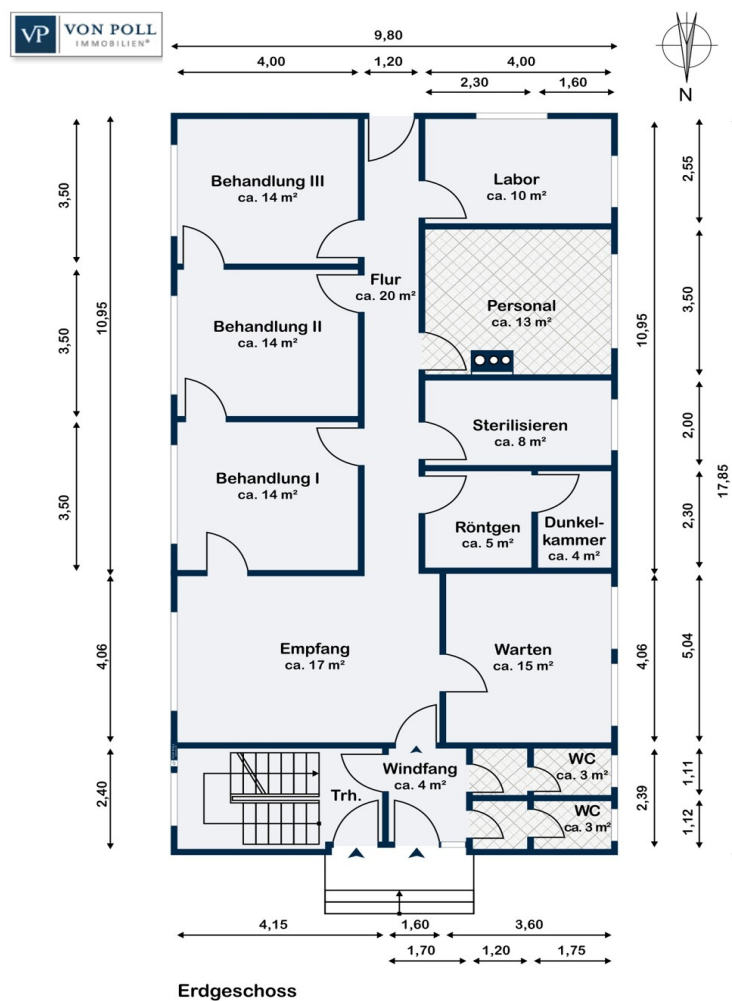 VP VON POLL
IMMOBILIEN®
9,80
4,00 1,20 4,00
2,30 1,60
N
Behandlung III
ca. 14 m²
Labor
ca. 10 m²
3,50
10,95
2,55
Flur
ca. 20 m²
Personal
ca. 13 m²
3,50
10,95
Behandlung II
ca. 14 m²
3,50
Sterilisieren
ca. 8 m²
2,00
17,85
Behandlung I
ca. 14 m²
3,50
Röntgen
ca. 5 m²
Dunkel-
kammer
ca. 4 m²
2,30
Empfang
ca. 17 m²
Warten
ca. 15 m²
4,06
4,06
5,04
Windfang
ca. 4 m²
WC
ca. 3 m²
Trh.
WC
ca. 3 m²
2,40
2,39
1,11
1,12
4,15 1,60 3,60
1,70 1,20 1,75
Erdgeschoss